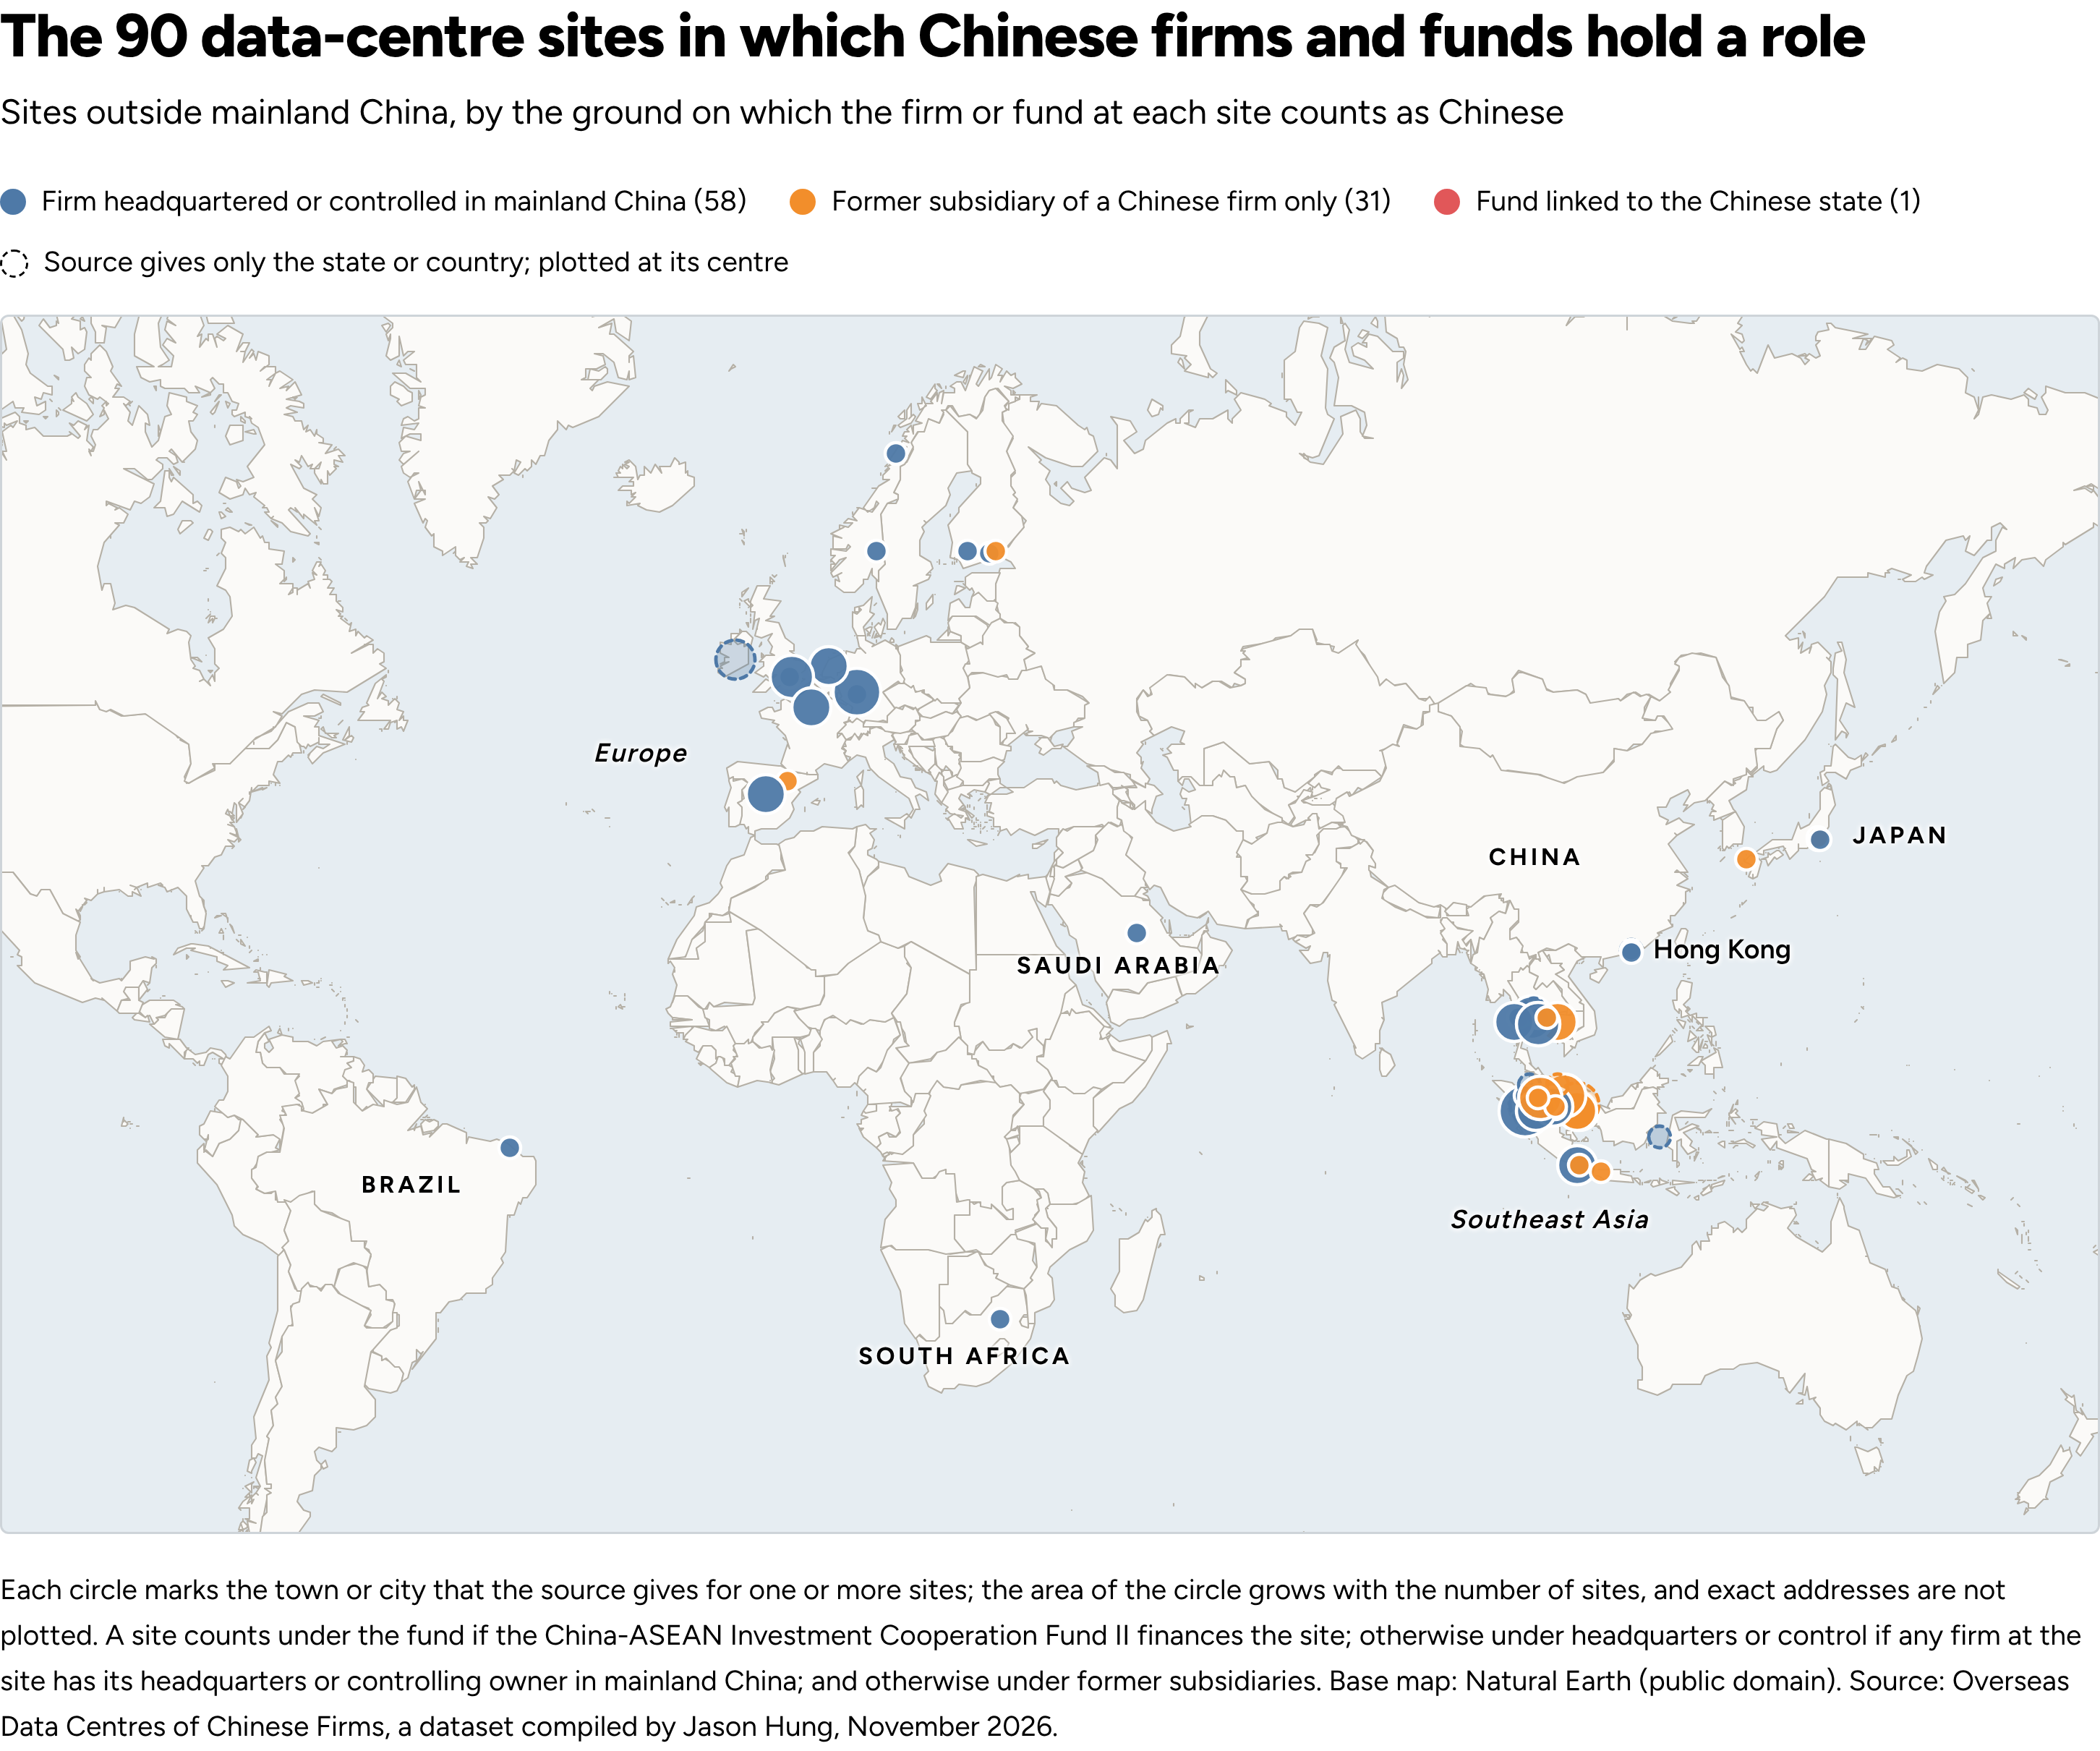 The 90 data-centre sites in which Chinese firms and funds hold a role
Sites outside mainland China, by the ground on which the firm or fund at each site counts as Chinese
Firm headquartered or controlled in mainland China (58)
Former subsidiary of a Chinese firm only (31)
Fund linked to the Chinese state (1)
Source gives only the state or country; plotted at its centre
Europe
JAPAN
CHINA
Hong Kong
SAUDI ARABIA
BRAZIL
Southeast Asia
SOUTH AFRICA
Each circle marks the town or city that the source gives for one or more sites; the area of the circle grows with the number of sites, and exact addresses are not
plotted. A site counts under the fund if the China-ASEAN Investment Cooperation Fund II finances the site; otherwise under headquarters or control if any firm at the
site has its headquarters or controlling owner in mainland China; and otherwise under former subsidiaries. Base map: Natural Earth (public domain). Source: Overseas
Data Centres of Chinese Firms, a dataset compiled by Jason Hung, November 2026.